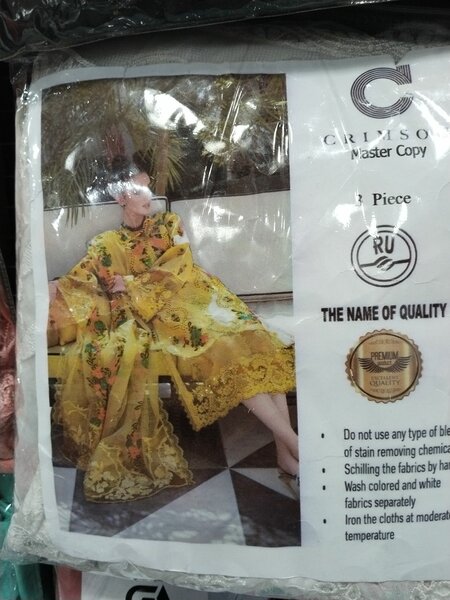 C
CRIMSO
Master Copy
3 Piece
RU
THE NAME OF QUALITY
PREMIUM
EXCELLENT
QUALITY
• Do not use any type of ble
of stain removing chemica
• Schilling the fabrics by ha
• Wash colored and white
fabrics separately
• Iron the cloths at moderat
temperature